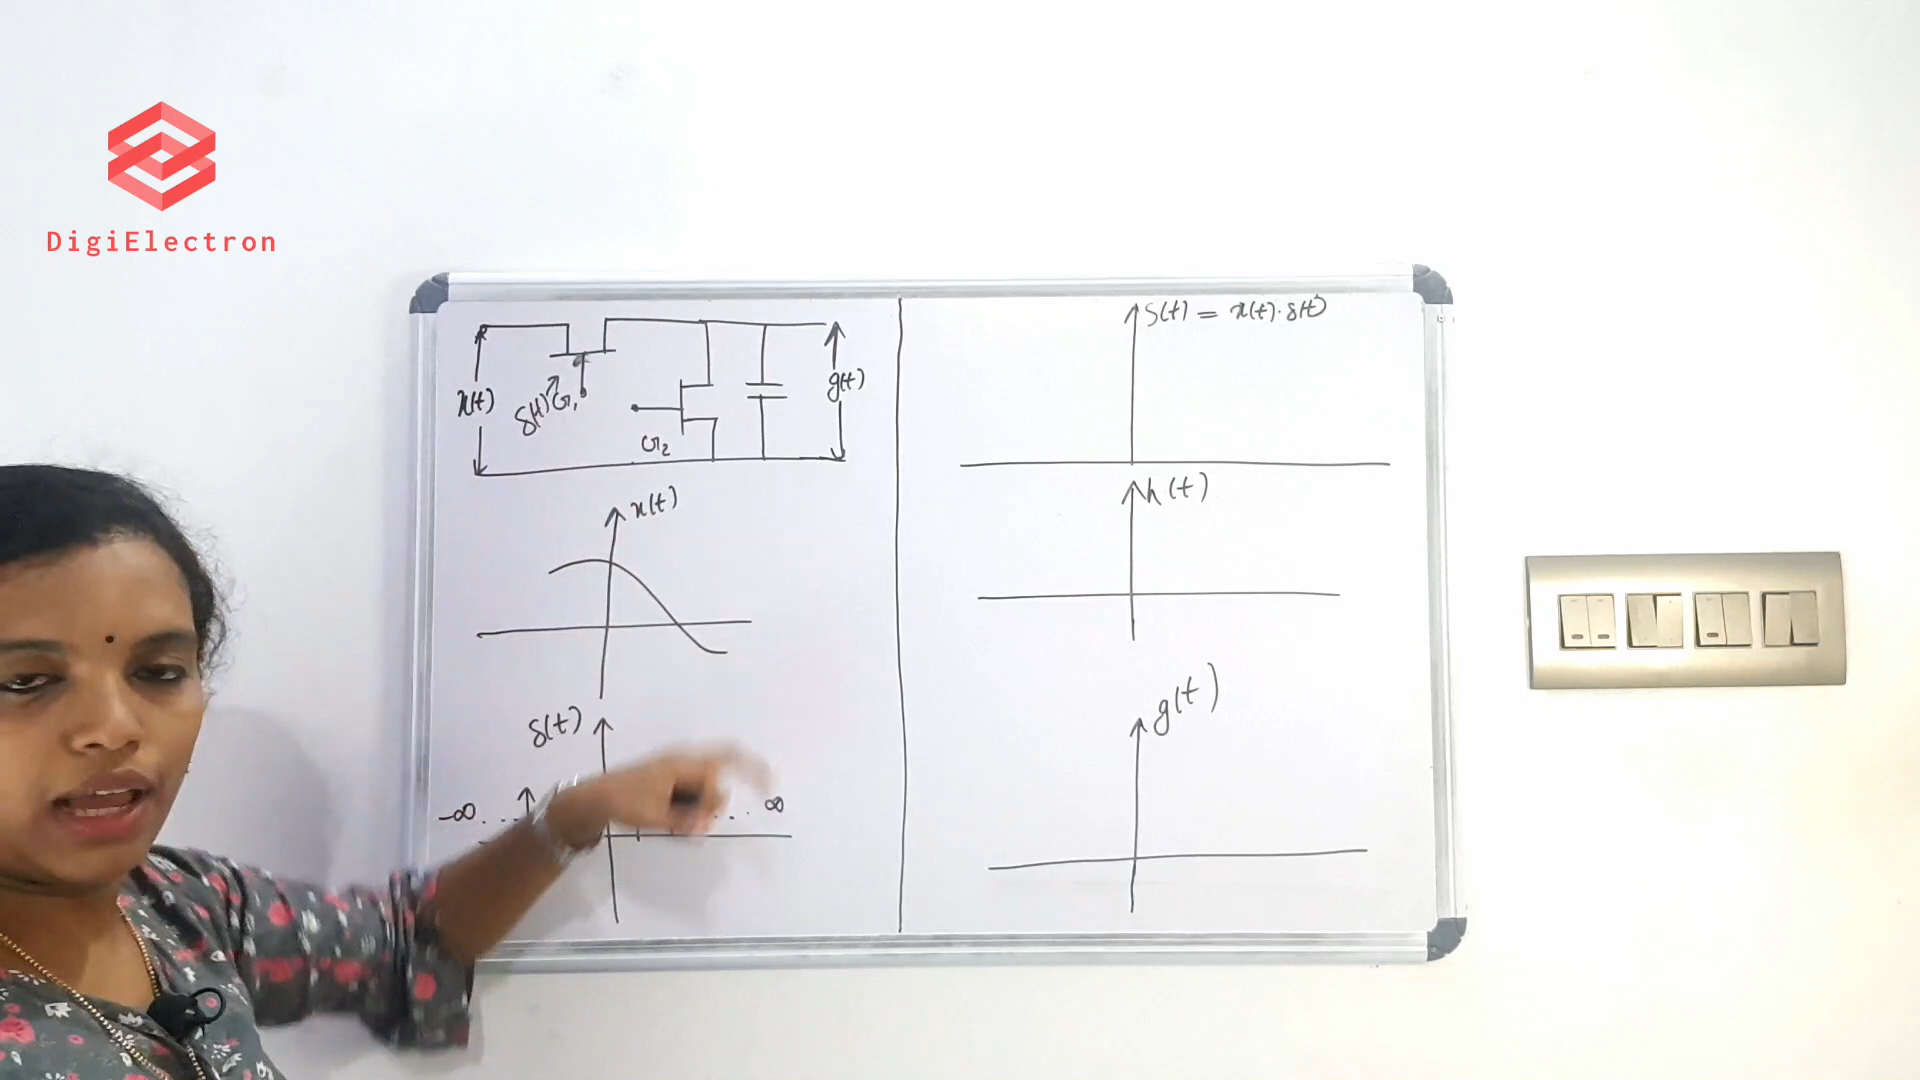 DigiElectron
x(t)
δ(t)
G₁
G₂
g(t)
x(t)
δ(t)
-∞ . . . . . . ∞
S(t) = x(t).δ(t)
h(t)
g(t)